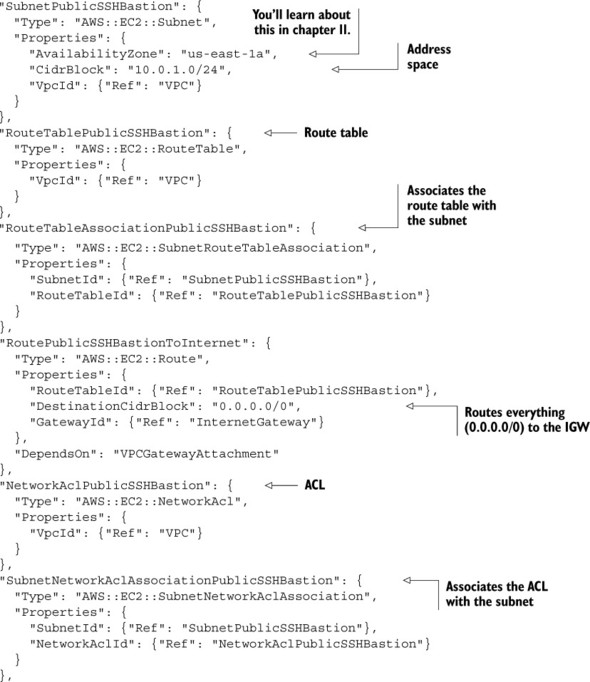 "SubnetPublicSSHBastion": {
"Type": "AWS::EC2::Subnet",
"Properties": {
"AvailabilityZone": "us-east-1a",
You'll learn about
this in chapter 11.
"CidrBlock": "10.0.1.0/24",
Address
space
"VpcId": {"Ref": "VPC"}
}
},
"RouteTablePublicSSHBastion": {
Route table
"Type": "AWS::EC2::RouteTable",
"Properties": {
"VpcId": {"Ref": "VPC"}
}
},
"RouteTableAssociationPublicSSHBastion": {
Associates the
route table with
the subnet
"Type": "AWS::EC2::SubnetRouteTableAssociation",
"Properties": {
"SubnetId": {"Ref": "SubnetPublicSSHBastion"},
"RouteTableId": {"Ref": "RouteTablePublicSSHBastion"}
}
},
"RoutePublicSSHBastionToInternet": {
"Type": "AWS::EC2::Route",
"Properties": {
"RouteTableId": {"Ref": "RouteTablePublicSSHBastion"},
"DestinationCidrBlock": "0.0.0.0/0",
Routes everything
(0.0.0.0/0) to the IGW
"GatewayId": {"Ref": "InternetGateway"}
},
"DependsOn": "VPCGatewayAttachment"
},
"NetworkAclPublicSSHBastion": {
ACL
"Type": "AWS::EC2::NetworkAcl",
"Properties": {
"VpcId": {"Ref": "VPC"}
}
},
"SubnetNetworkAclAssociationPublicSSHBastion": {
Associates the ACL
with the subnet
"Type": "AWS::EC2::SubnetNetworkAclAssociation",
"Properties": {
"SubnetId": {"Ref": "SubnetPublicSSHBastion"},
"NetworkAclId": {"Ref": "NetworkAclPublicSSHBastion"}
}
},